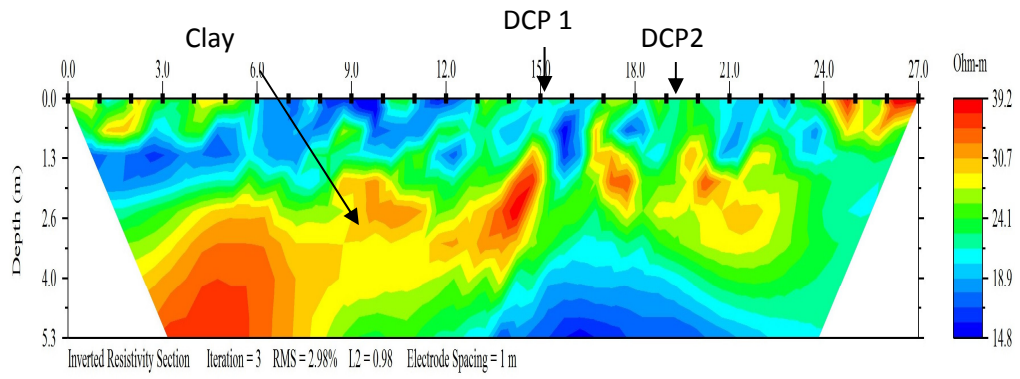 DCP 1
Clay
DCP2
0.0 3.0 6.0 9.0 12.0 15.0 18.0 21.0 24.0 27.0
Ohm-m
0.0
39.2
1.3
30.7
Depth (m)
2.6
24.1
4.0
18.9
5.3
14.8
Inverted Resistivity Section Iteration = 3 RMS = 2.98% L2 = 0.98 Electrode Spacing = 1 m